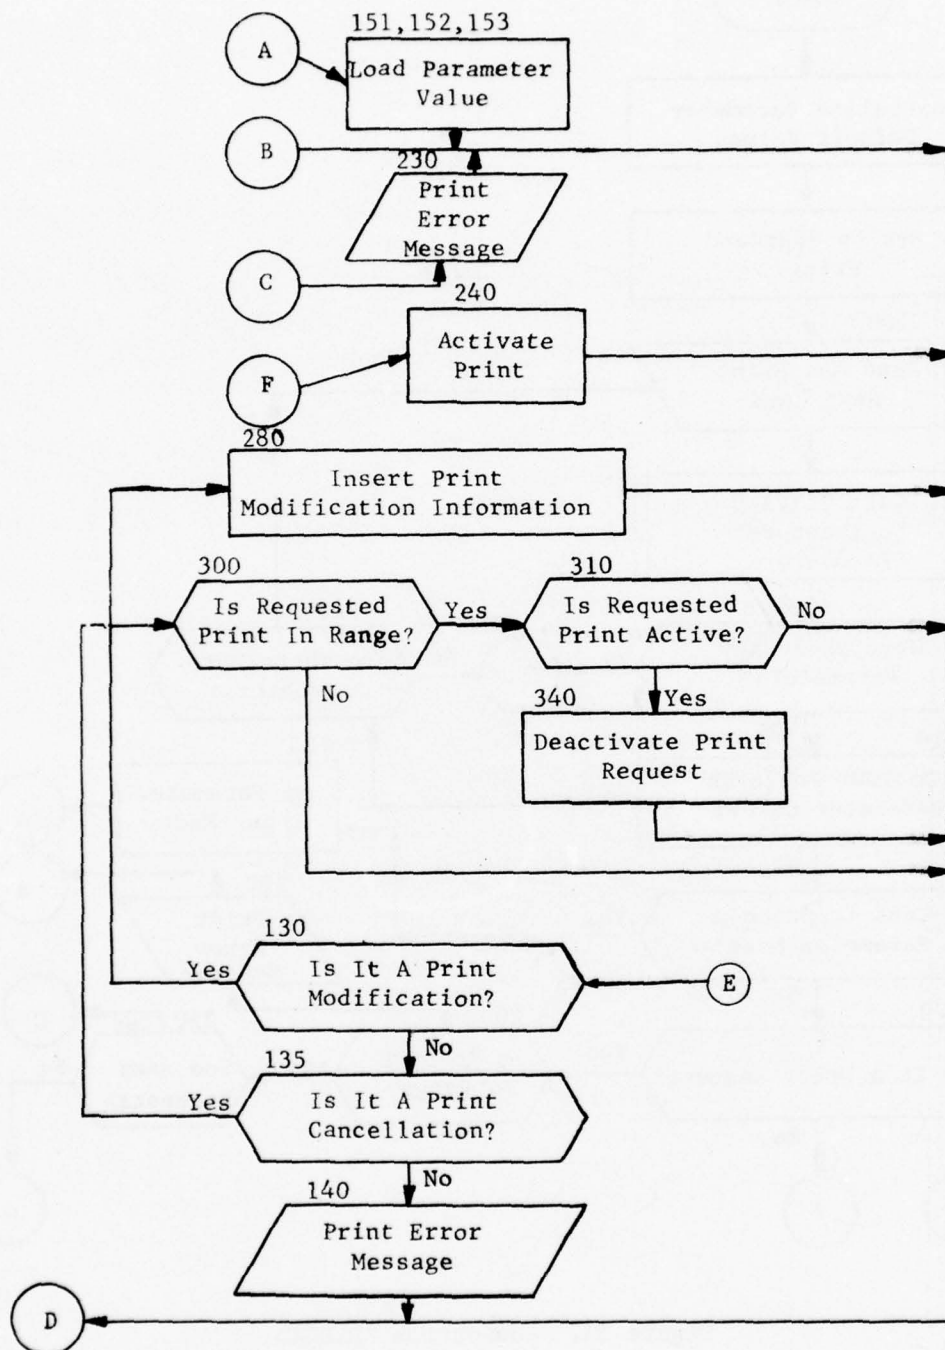 151,152,153
A
Load Parameter
Value
B
230
Print
Error
Message
C
240
Activate
Print
F
280
Insert Print
Modification Information
300
Is Requested
Print In Range?
Yes
310
Is Requested
Print Active?
No
No
Yes
340
Deactivate Print
Request
130
Is It A Print
Modification?
Yes
E
No
135
Is It A Print
Cancellation?
Yes
No
140
Print Error
Message
D